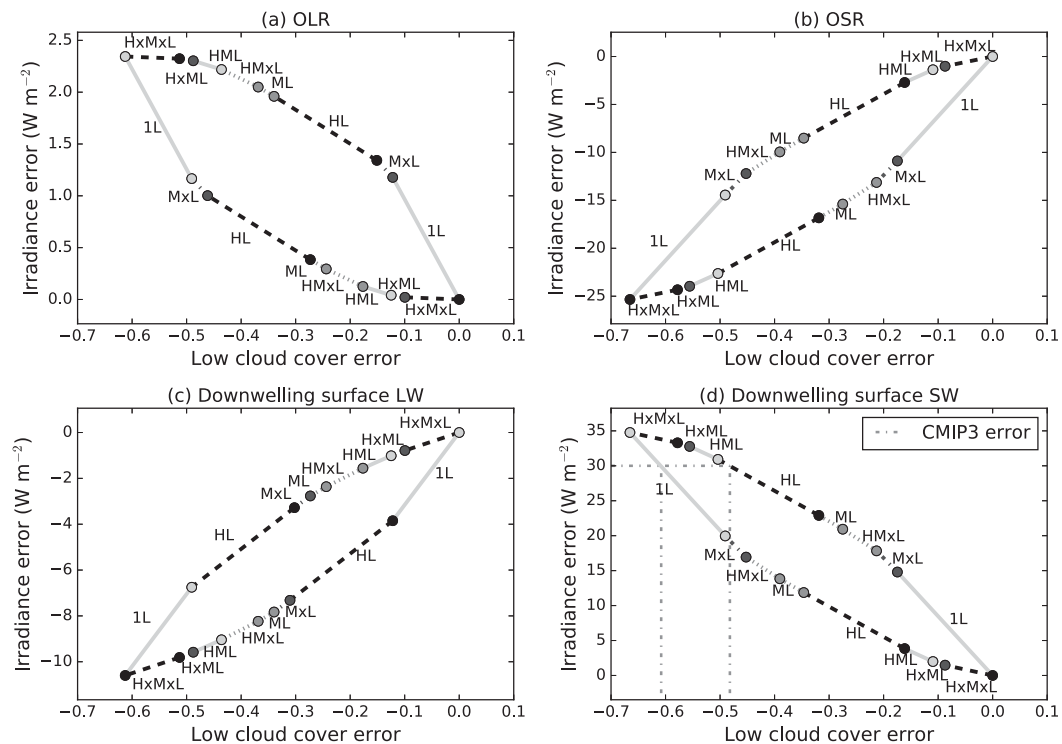 (a) OLR
HxMxL
HML
HMxL
HxML
ML
HL
MxL
1L
1L
MxL
HL
ML
HMxL
HML
HxML
HxMxL
2.5
2.0
1.5
1.0
0.5
0.0
Irradiance error (W m−2)
−0.7 −0.6 −0.5 −0.4 −0.3 −0.2 −0.1 0.0 0.1
Low cloud cover error
(b) OSR
HxMxL
HML
HxML
HL
1L
ML
HMxL
MxL
MxL
HMxL
1L
ML
HL
HML
HxML
HxMxL
0
−5
−10
−15
−20
−25
Irradiance error (W m−2)
−0.7 −0.6 −0.5 −0.4 −0.3 −0.2 −0.1 0.0 0.1
Low cloud cover error
(c) Downwelling surface LW
HxMxL
HxML
HML
HMxL
1L
ML
MxL
HL
HL
1L
MxL
ML
HMxL
HML
HxML
HxMxL
0
−2
−4
−6
−8
−10
Irradiance error (W m−2)
−0.7 −0.6 −0.5 −0.4 −0.3 −0.2 −0.1 0.0 0.1
Low cloud cover error
(d) Downwelling surface SW
HxMxL
CMIP3 error
HxML
HML
1L
HL
ML
HMxL
MxL
MxL
HMxL
1L
ML
HL
HML
HxML
HxMxL
35
30
25
20
15
10
5
0
Irradiance error (W m−2)
−0.7 −0.6 −0.5 −0.4 −0.3 −0.2 −0.1 0.0 0.1
Low cloud cover error